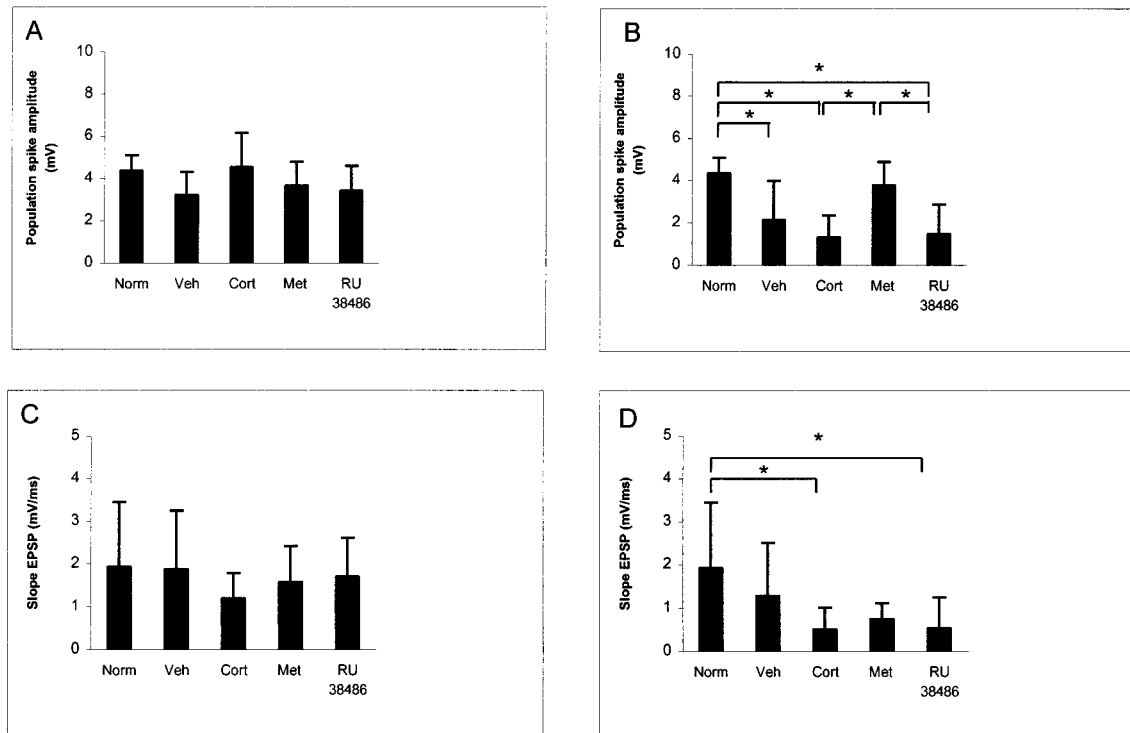 A
Population spike amplitude
(mV)
10
8
6
4
2
0
Norm Veh Cort Met RU
38486
B
Population spike amplitude
(mV)
10
8
6
4
2
0
*
* * *
*
Norm Veh Cort Met RU
38486
C
Slope EPSP (mV/ms)
5
4
3
2
1
0
Norm Veh Cort Met RU
38486
D
Slope EPSP (mV/ms)
5
4
3
2
1
0
*
*
Norm Veh Cort Met RU
38486